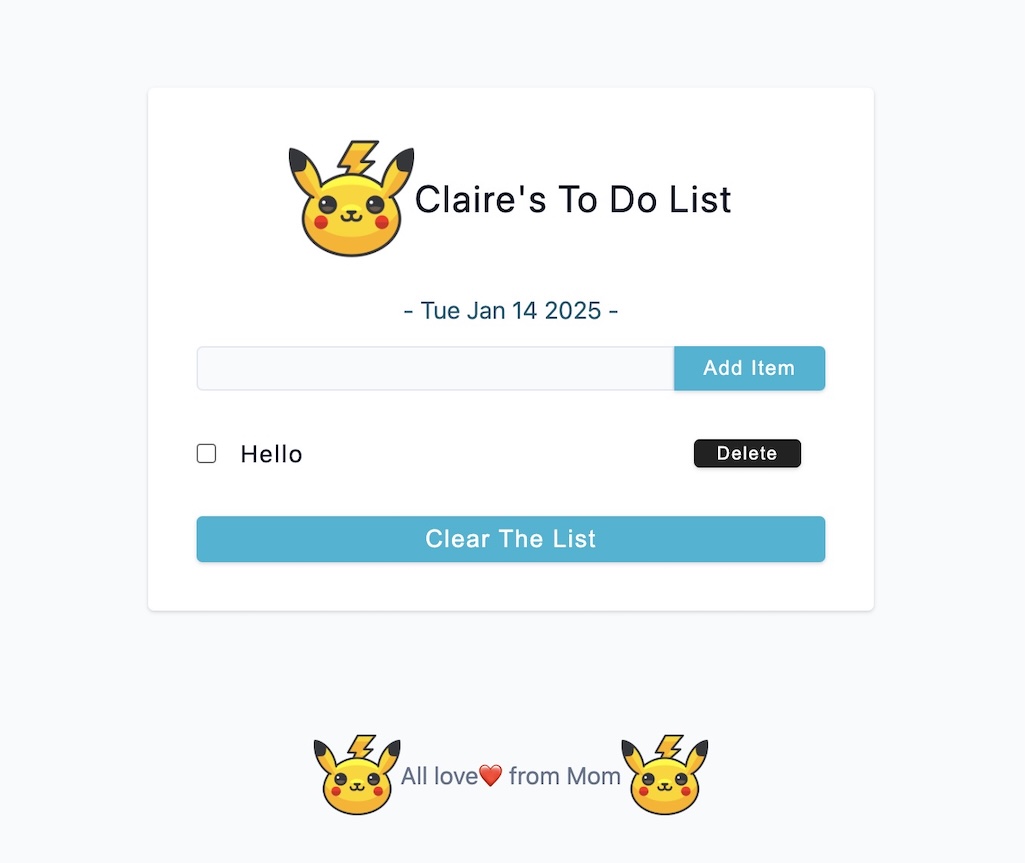 Claire's To Do List
- Tue Jan 14 2025 -
Add Item
Hello
Delete
Clear The List
All love❤️ from Mom